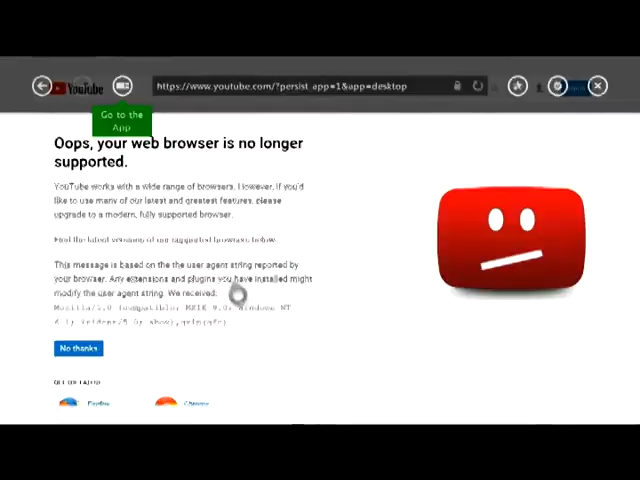 YouTube
https://www.youtube.com/?persist_app=1&app=desktop
Go to the
App
Oops, your web browser is no longer
supported.
YouTube works with a wide range of browsers. However, if you'd
like to use many of our latest and greatest features, please
upgrade to a modern, fully supported browser.
Find the latest versions of our supported browsers below.
This message is based on the the user agent string reported by
your browser. Any extensions and plugins you have installed might
modify the user agent string. We received:
No thanks
Firefox
Chrome